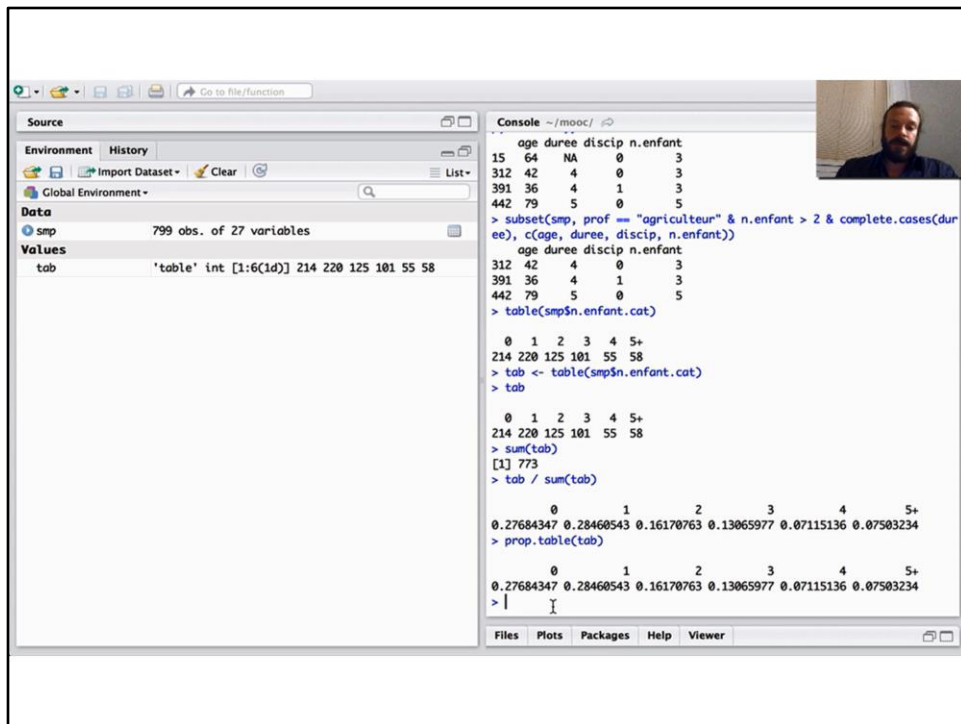 Go to file/function
Source
Environment History
Import Dataset Clear List
Global Environment
Data
smp 799 obs. of 27 variables
Values
tab 'table' int [1:6(1d)] 214 220 125 101 55 58
Console ~/mooc/
age duree discip n.enfant
15 64 NA 0 3
312 42 4 0 3
391 36 4 1 3
442 79 5 0 5
> subset(smp, prof == "agriculteur" & n.enfant > 2 & complete.cases(du
ree), c(age, duree, discip, n.enfant))
age duree discip n.enfant
312 42 4 0 3
391 36 4 1 3
442 79 5 0 5
> table(smp$n.enfant.cat)
0 1 2 3 4 5+
214 220 125 101 55 58
> tab <- table(smp$n.enfant.cat)
> tab
0 1 2 3 4 5+
214 220 125 101 55 58
> sum(tab)
[1] 773
> tab / sum(tab)
0 1 2 3 4 5+
0.27684347 0.28460543 0.16170763 0.13065977 0.07115136 0.07503234
> prop.table(tab)
0 1 2 3 4 5+
0.27684347 0.28460543 0.16170763 0.13065977 0.07115136 0.07503234
>
Files Plots Packages Help Viewer